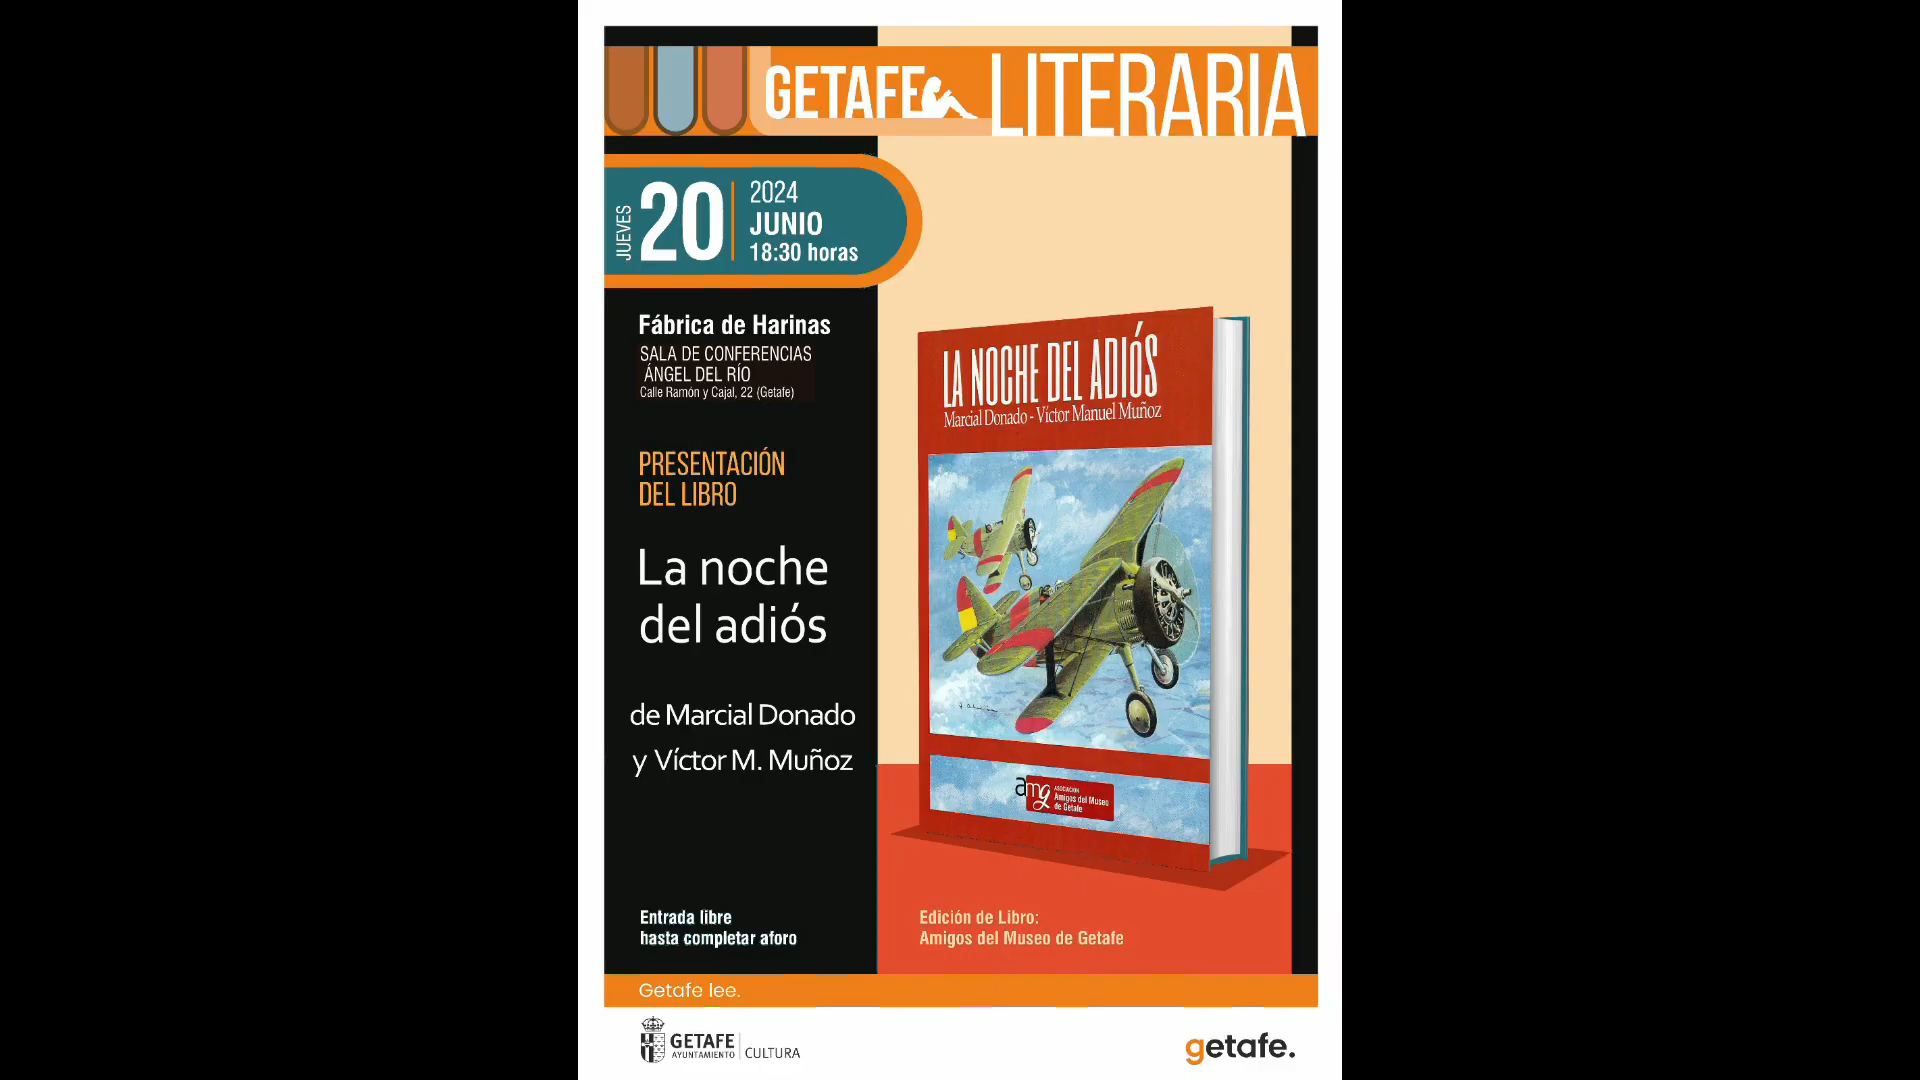 GETAFE LITERARIA
JUEVES
20
2024
JUNIO
18:30 horas
Fábrica de Harinas
SALA DE CONFERENCIAS
ÁNGEL DEL RÍO
Calle Ramón y Cajal, 22 (Getafe)
PRESENTACIÓN
DEL LIBRO
La noche
del adiós
de Marcial Donado
y Víctor M. Muñoz
LA NOCHE DEL ADIóS
Marcial Donado - Víctor Manuel Muñoz
amg
ASOCIACION
Amigos del Museo
de Getafe
Entrada libre
hasta completar aforo
Edición de Libro:
Amigos del Museo de Getafe
Getafe lee.
GETAFE
AYUNTAMIENTO
CULTURA
getafe.